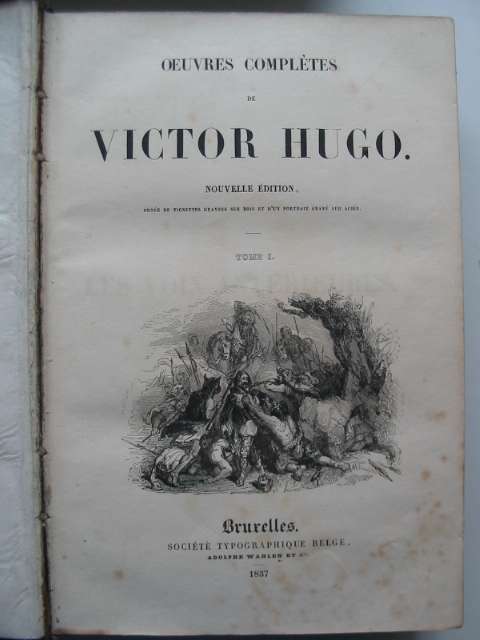 OEUVRES COMPLÈTES
DE
VICTOR HUGO.
NOUVELLE ÉDITION,
ORNÉE DE VIGNETTES GRAVÉES SUR BOIS ET D'UN PORTRAIT GRAVÉ SUR ACIER.
TOME I.
Bruxelles.
SOCIÉTÉ TYPOGRAPHIQUE BELGE,
ADOLPHE WAHLEN ET Cie
1837